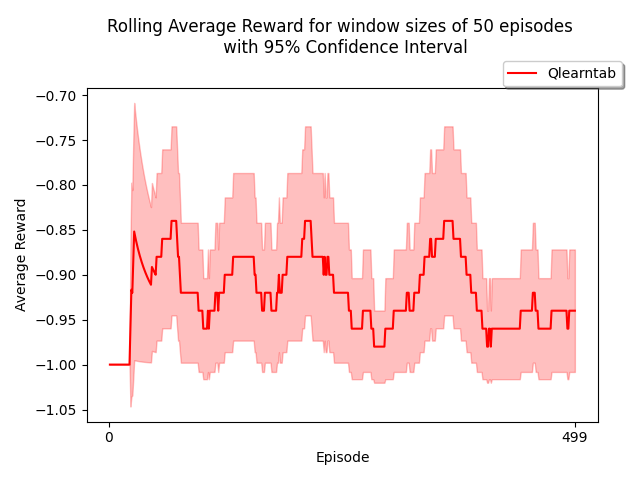 Rolling Average Reward for window sizes of 50 episodes
with 95% Confidence Interval
Qlearntab
−0.70
−0.75
−0.80
−0.85
−0.90
−0.95
−1.00
−1.05
Average Reward
0
499
Episode